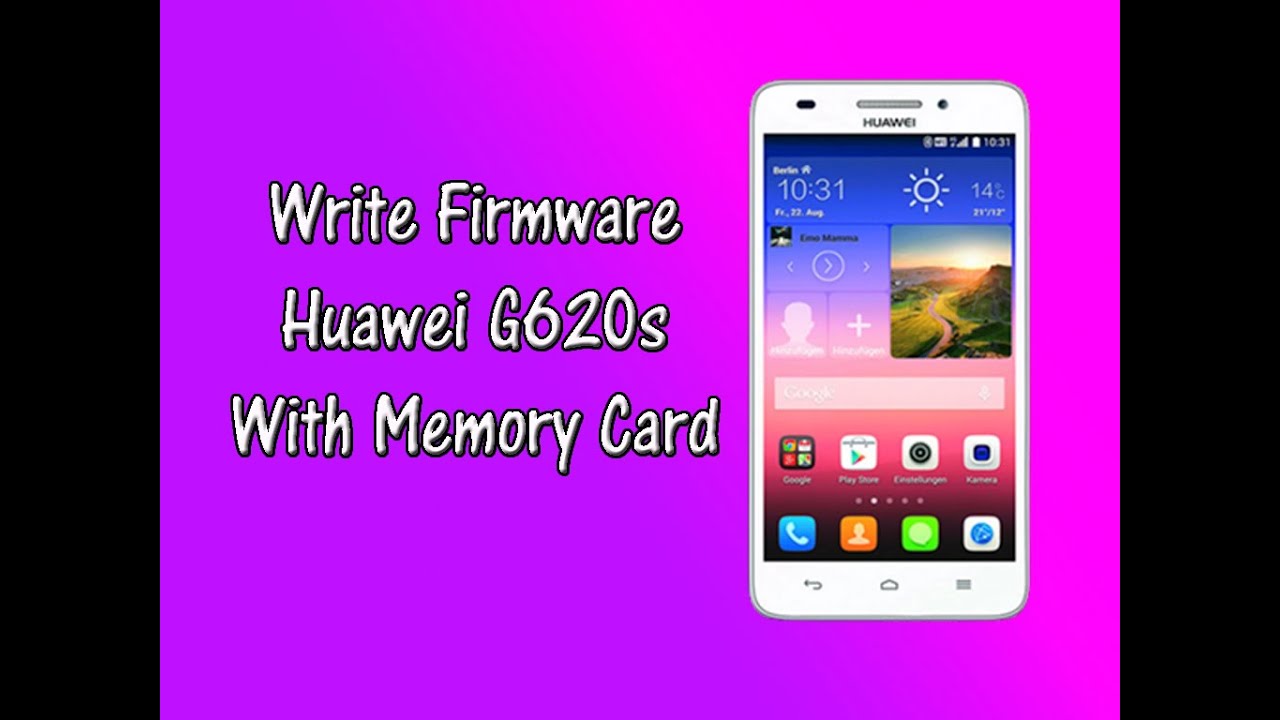 Write Firmware
Huawei G620s
With Memory Card
HUAWEI
10:31
Berlin
10:31
Fr., 22. Aug.
14°C
21°/12°
Emo Mamma
Hinzufügen
Hinzufügen
Google
Google
Play Store
Einstellungen
Kamera